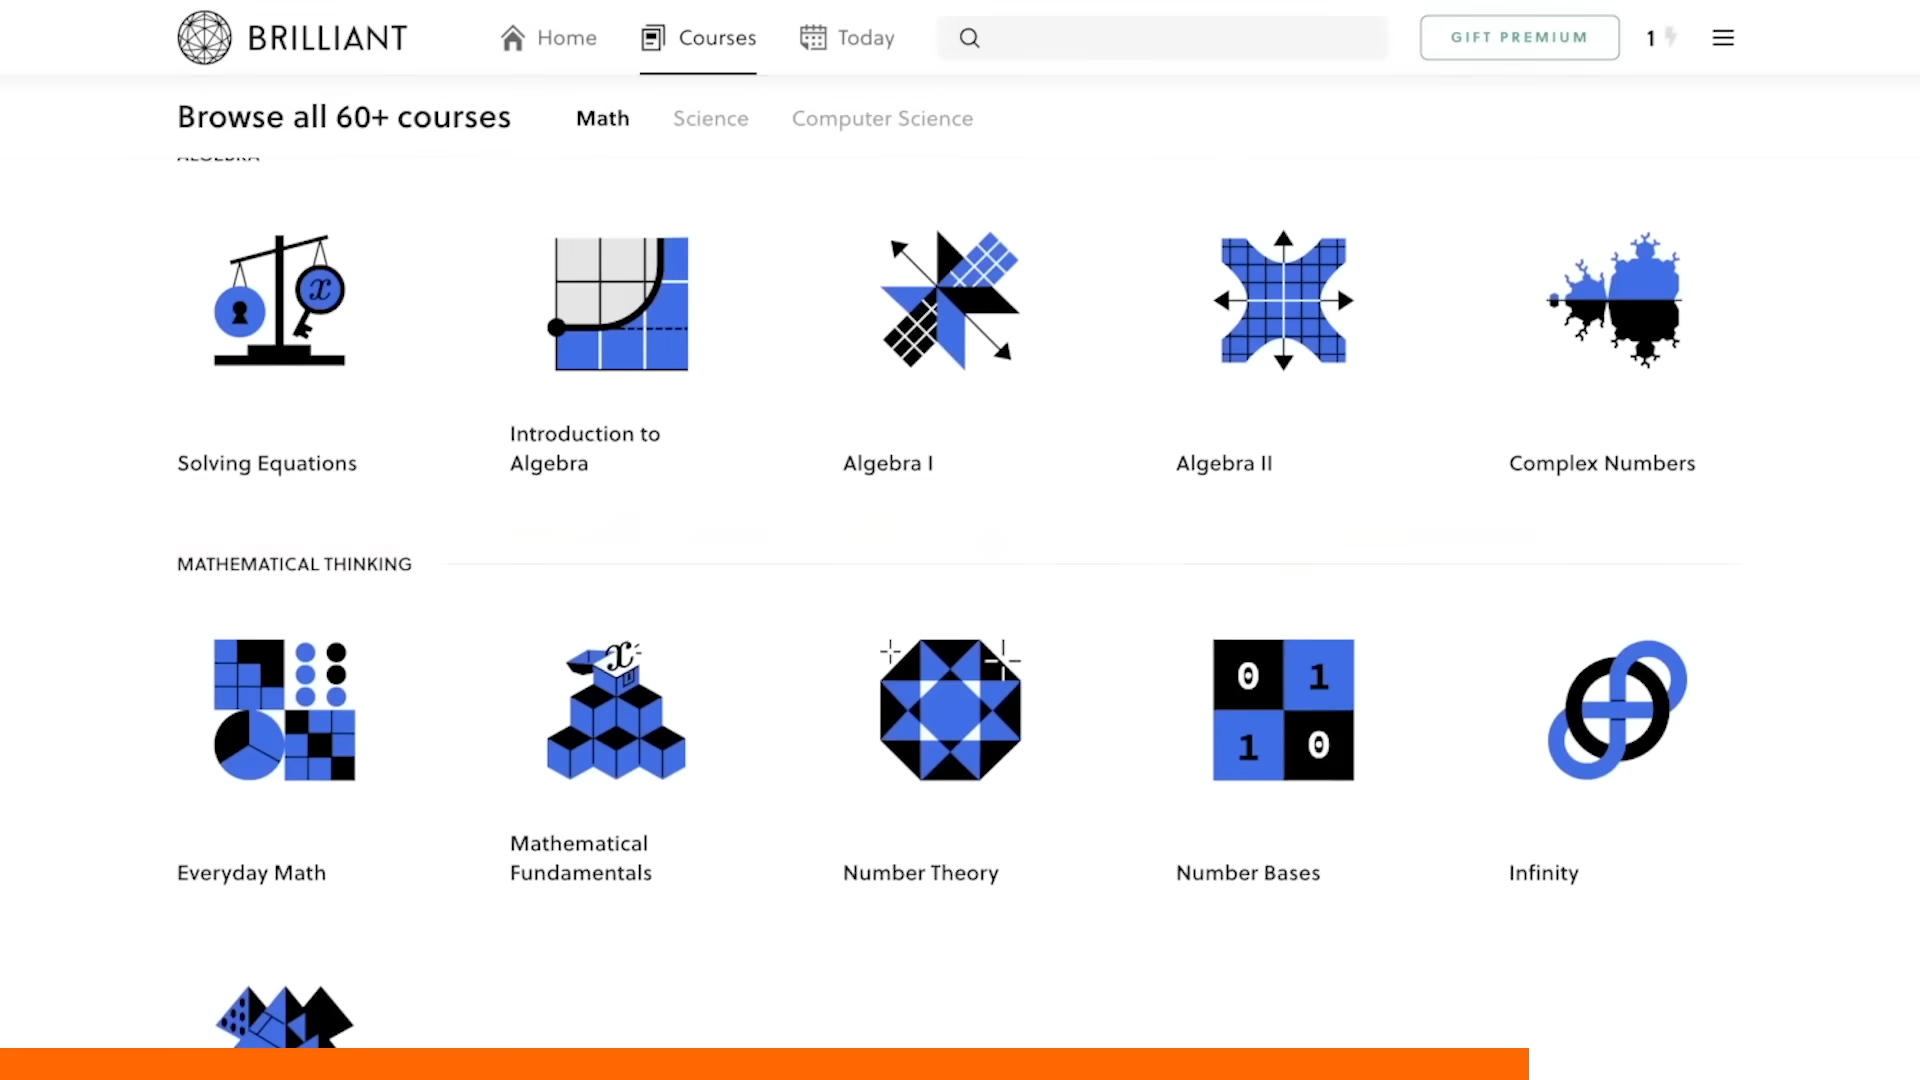 BRILLIANT
Home
Courses
Today
GIFT PREMIUM
1
Browse all 60+ courses
Math
Science
Computer Science
ALGEBRA
x
Solving Equations
Introduction to
Algebra
Algebra I
Algebra II
Complex Numbers
MATHEMATICAL THINKING
x
0 1
1 0
Everyday Math
Mathematical
Fundamentals
Number Theory
Number Bases
Infinity